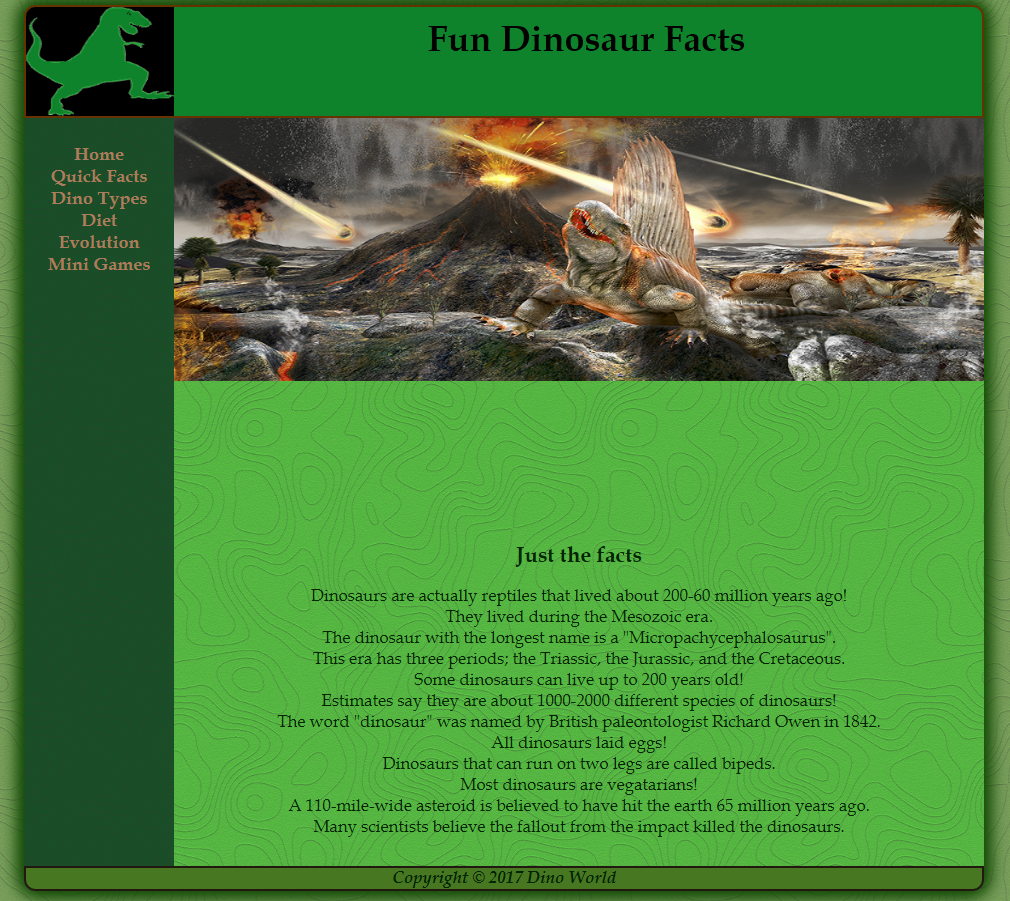 Fun Dinosaur Facts
Home
Quick Facts
Dino Types
Diet
Evolution
Mini Games
Just the facts
Dinosaurs are actually reptiles that lived about 200-60 million years ago!
They lived during the Mesozoic era.
The dinosaur with the longest name is a "Micropachycephalosaurus".
This era has three periods; the Triassic, the Jurassic, and the Cretaceous.
Some dinosaurs can live up to 200 years old!
Estimates say they are about 1000-2000 different species of dinosaurs!
The word "dinosaur" was named by British paleontologist Richard Owen in 1842.
All dinosaurs laid eggs!
Dinosaurs that can run on two legs are called bipeds.
Most dinosaurs are vegatarians!
A 110-mile-wide asteroid is believed to have hit the earth 65 million years ago.
Many scientists believe the fallout from the impact killed the dinosaurs.
Copyright © 2017 Dino World